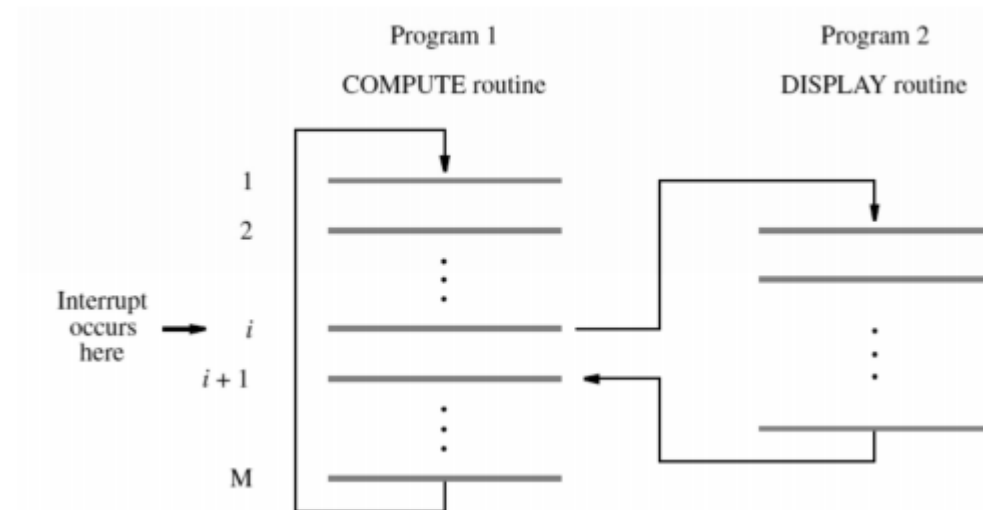 Program 1
COMPUTE routine
Program 2
DISPLAY routine
1
2
Interrupt
occurs
here
i
i + 1
M